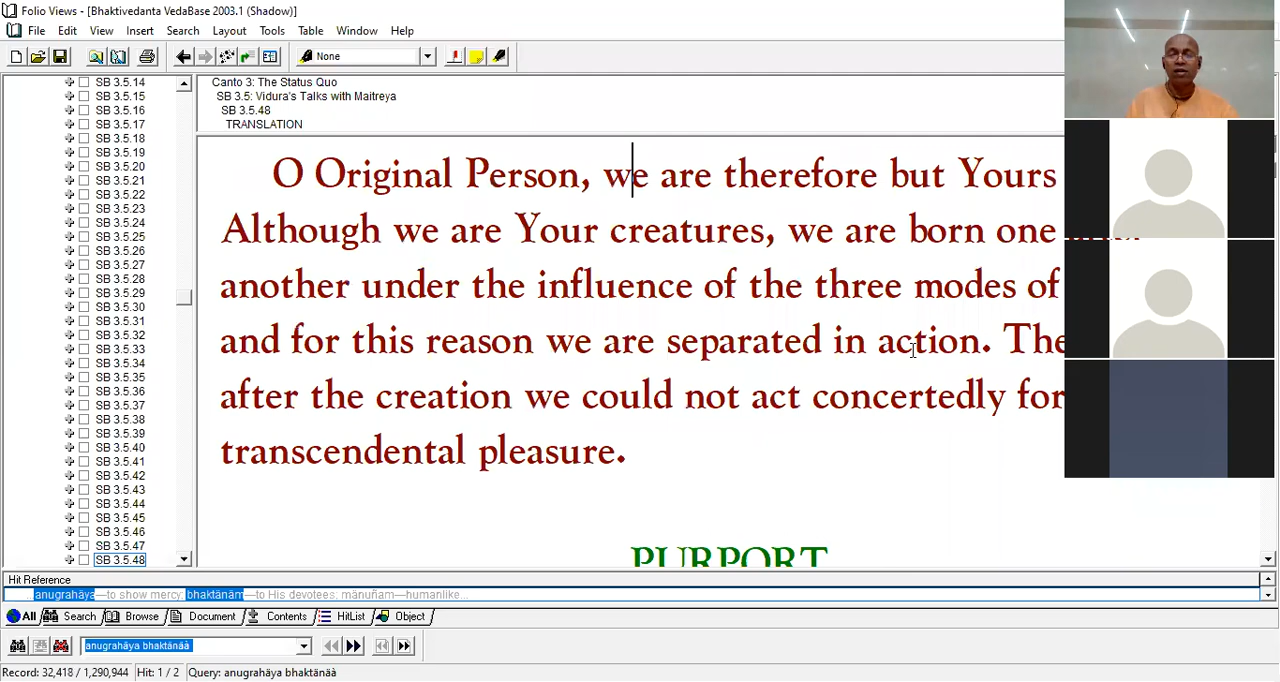 Folio Views - [Bhaktivedanta VedaBase 2003.1 (Shadow)]
File Edit View Insert Search Layout Tools Table Window Help
None
SB 3.5.14
SB 3.5.15
SB 3.5.16
SB 3.5.17
SB 3.5.18
SB 3.5.19
SB 3.5.20
SB 3.5.21
SB 3.5.22
SB 3.5.23
SB 3.5.24
SB 3.5.25
SB 3.5.26
SB 3.5.27
SB 3.5.28
SB 3.5.29
SB 3.5.30
SB 3.5.31
SB 3.5.32
SB 3.5.33
SB 3.5.34
SB 3.5.35
SB 3.5.36
SB 3.5.37
SB 3.5.38
SB 3.5.39
SB 3.5.40
SB 3.5.41
SB 3.5.42
SB 3.5.43
SB 3.5.44
SB 3.5.45
SB 3.5.46
SB 3.5.47
SB 3.5.48
Canto 3: The Status Quo
SB 3.5: Vidura's Talks with Maitreya
SB 3.5.48
TRANSLATION
O Original Person, we are therefore but Yours
Although we are Your creatures, we are born one
another under the influence of the three modes of
and for this reason we are separated in action. The
after the creation we could not act concertedly for
transcendental pleasure.
PURPORT
Hit Reference
...anugrahäya—to show mercy; bhaktänäm—to His devotees; mänuñam—humanlike...
All Search Browse Document Contents HitList Object
anugrahäya bhaktänäà
Record: 32,418 / 1,290,944 Hit: 1 / 2 Query: anugrahäya bhaktänäà